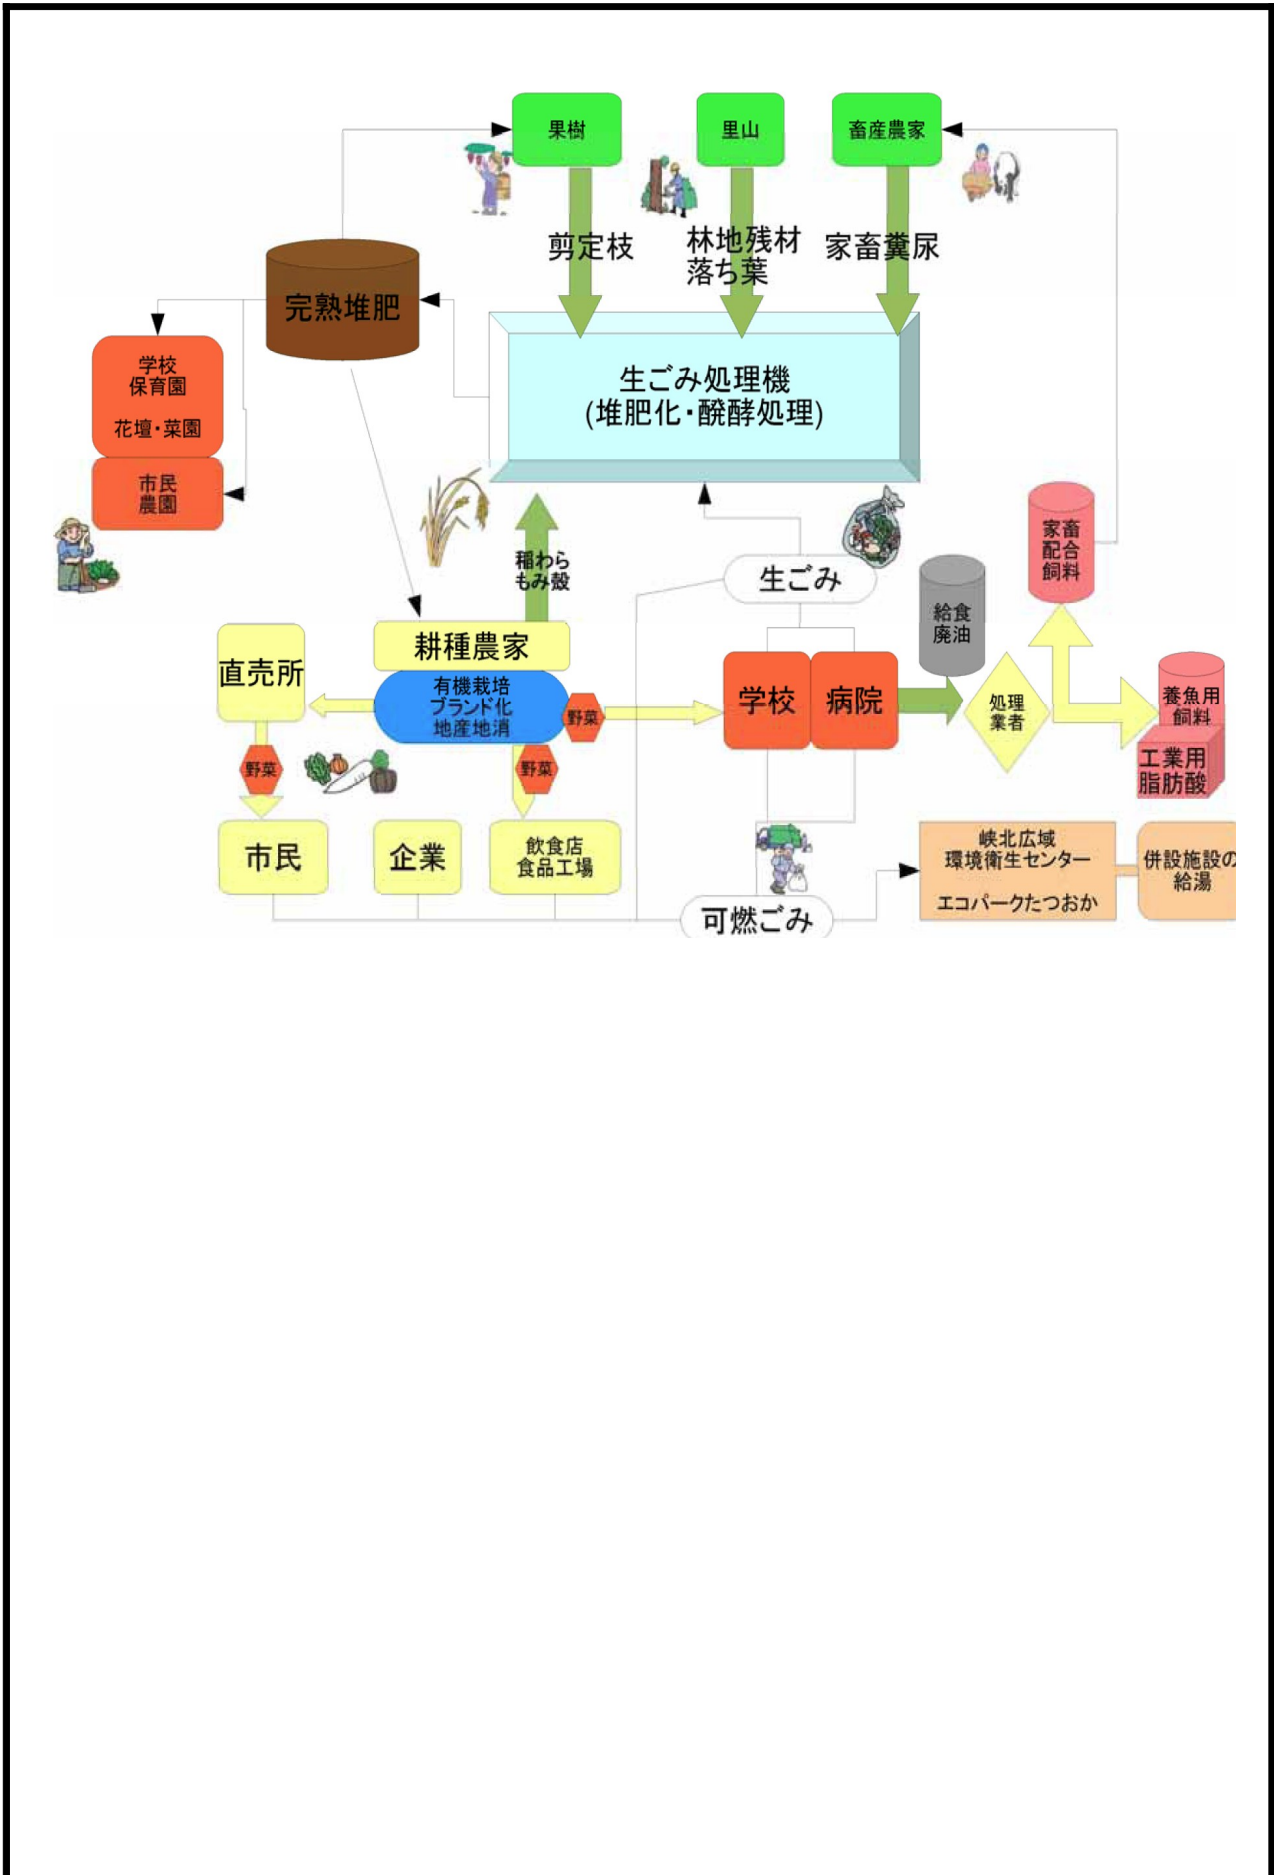 果樹
里山
畜産農家
剪定枝
林地残材
落ち葉
家畜糞尿
完熟堆肥
生ごみ処理機
(堆肥化・醗酵処理)
学校
保育園
花壇・菜園
市民
農園
稲わら
もみ殻
生ごみ
家畜
配合
飼料
給食
廃油
耕種農家
有機栽培
ブランド化
地産地消
直売所
野菜
野菜
野菜
学校
病院
処理
業者
養魚用
飼料
工業用
脂肪酸
市民
企業
飲食店
食品工場
可燃ごみ
峡北広域
環境衛生センター
エコパークたつおか
併設施設の
給湯